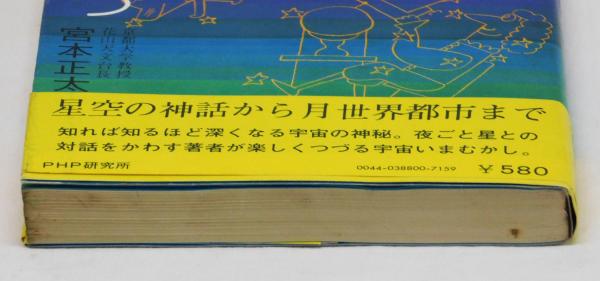 京都大学教授
花山天文台長
宮本正太
星空の神話から月世界都市まで
知れば知るほど深くなる宇宙の神秘。夜ごと星との
対話をかわす著者が楽しくつづる宇宙いまむかし。
PHP研究所
0044-038800-7159
¥580